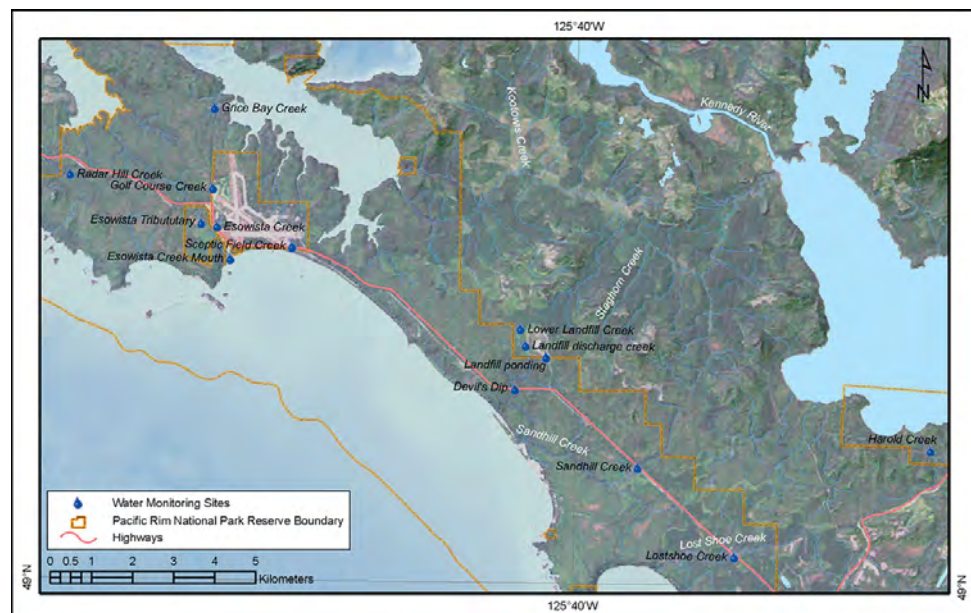 125°40'W
Grice Bay Creek
Kootowis Creek
Kennedy River
Radar Hill Creek
Golf Course Creek
Esowista Tribututary
Esowista Creek
Sceptic Field Creek
Esowista Creek Mouth
Staghorn Creek
Lower Landfill Creek
Landfill discharge creek
Landfill ponding
Devil's Dip
Sandhill Creek
Harold Creek
Sandhill Creek
Water Monitoring Sites
Pacific Rim National Park Reserve Boundary
Highways
Lost Shoe Creek
Lostshoe Creek
0 0.5 1 2 3 4 5
Kilometers
49°N
49°N
125°40'W
N